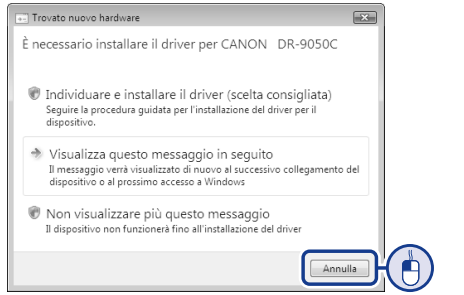 Trovato nuovo hardware
È necessario installare il driver per CANON DR-9050C
Individuare e installare il driver (scelta consigliata)
Seguire la procedura guidata per l'installazione del driver per il
dispositivo.
Visualizza questo messaggio in seguito
Il messaggio verrà visualizzato di nuovo al successivo collegamento del
dispositivo o al prossimo accesso a Windows
Non visualizzare più questo messaggio
Il dispositivo non funzionerà fino all'installazione del driver
Annulla